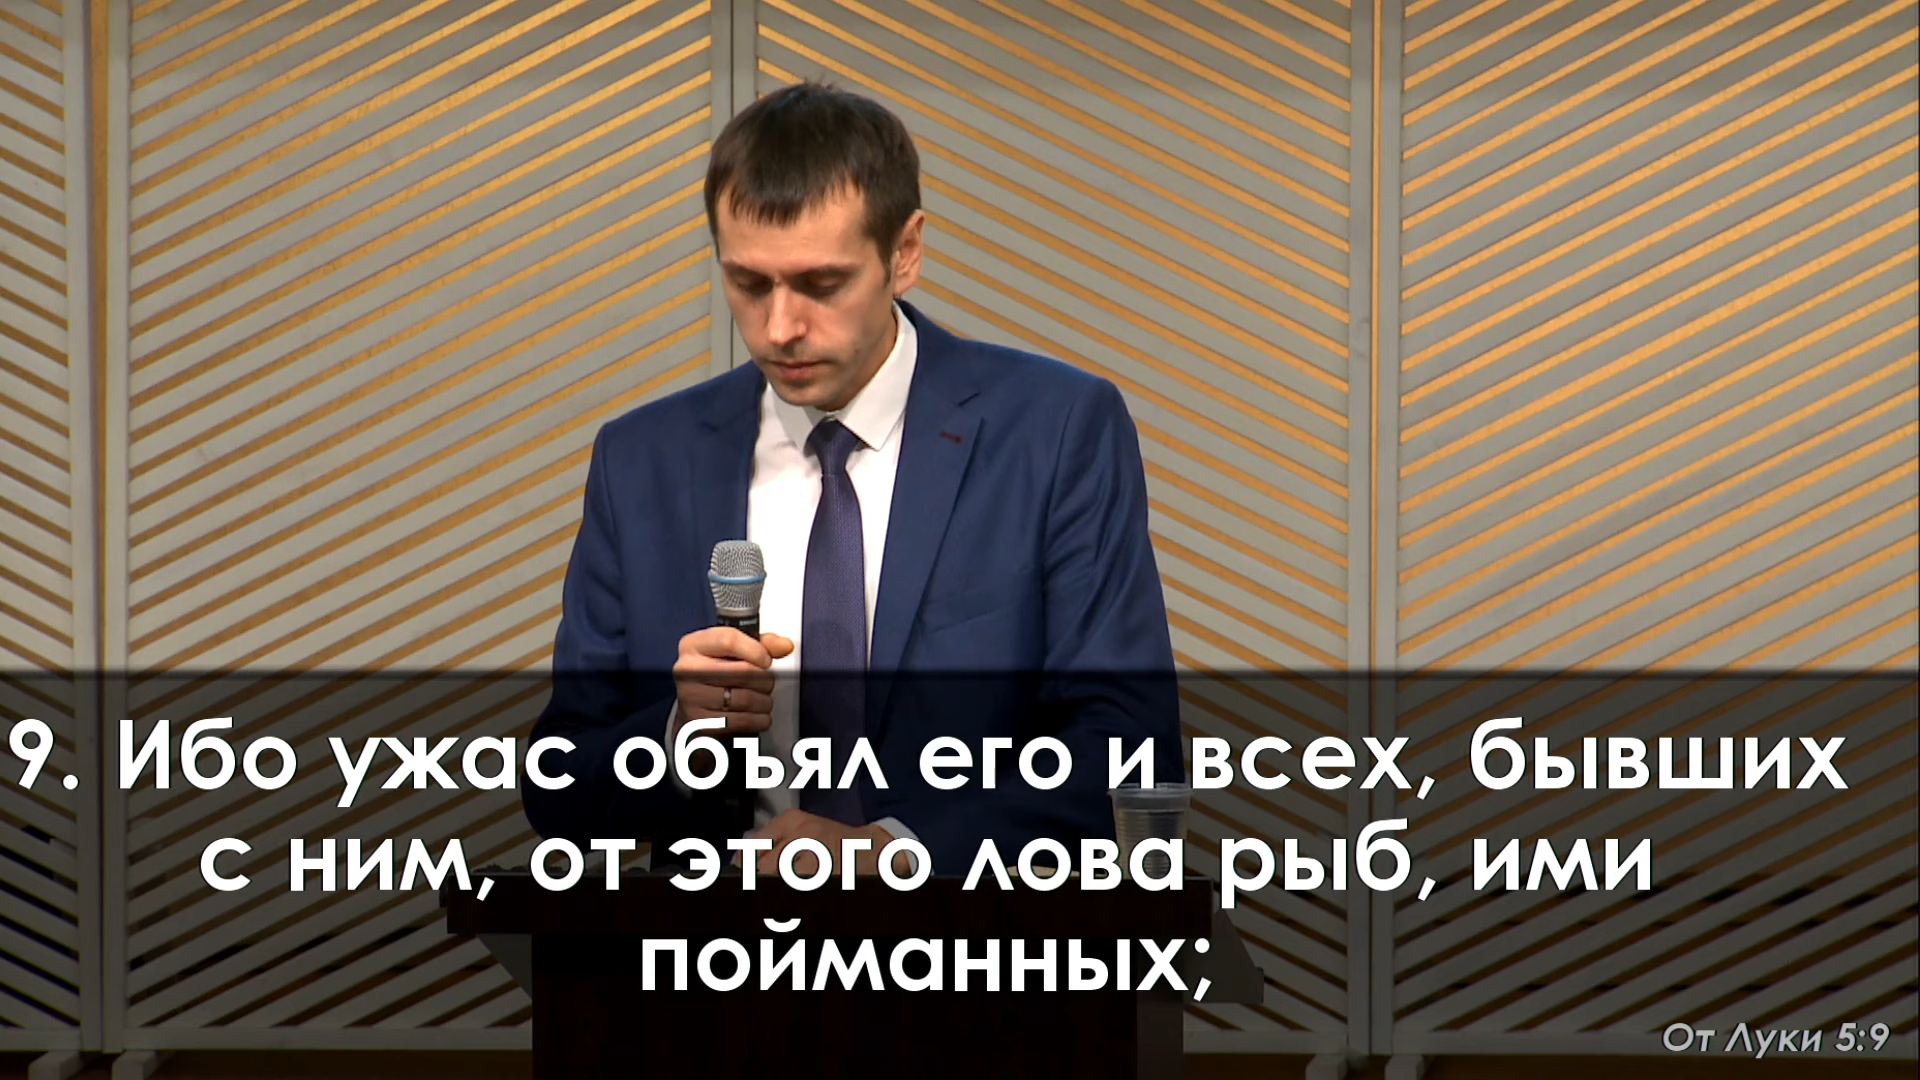 9. Ибо ужас объял его и всех, бывших
с ним, от этого лова рыб, ими
пойманных;
От Луки 5:9